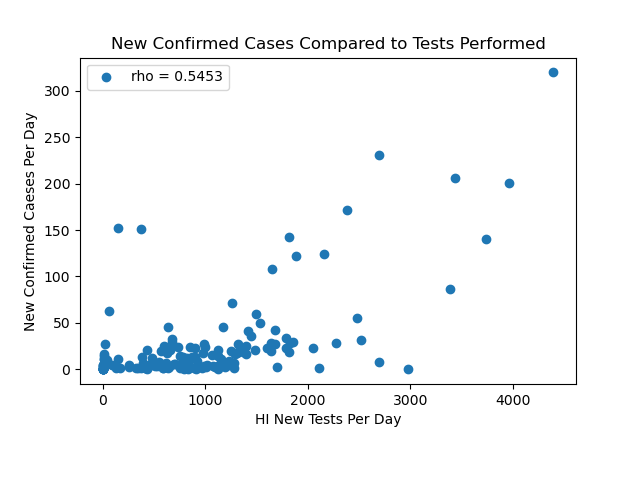 New Confirmed Cases Compared to Tests Performed
rho = 0.5453
300
250
200
150
100
50
0
New Confirmed Caeses Per Day
0 1000 2000 3000 4000
HI New Tests Per Day